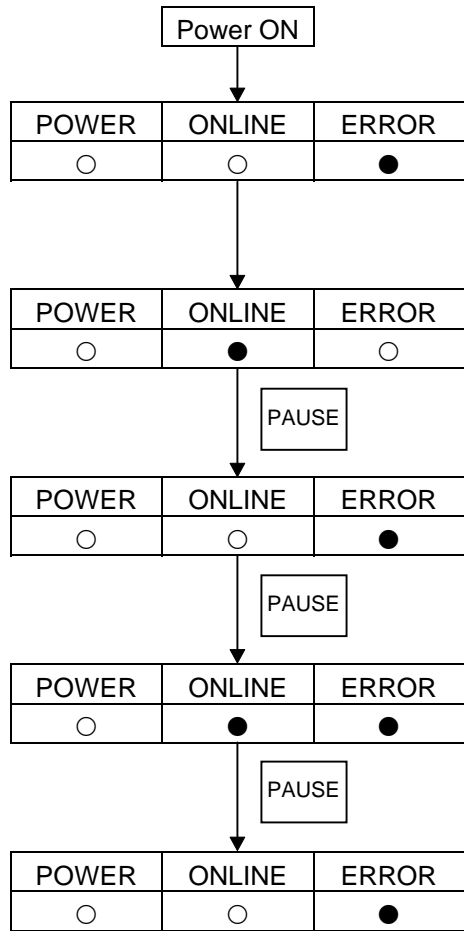 Power ON
POWER ONLINE ERROR
○ ○ ●
POWER ONLINE ERROR
○ ● ○
PAUSE
POWER ONLINE ERROR
○ ○ ●
PAUSE
POWER ONLINE ERROR
○ ● ●
PAUSE
POWER ONLINE ERROR
○ ○ ●